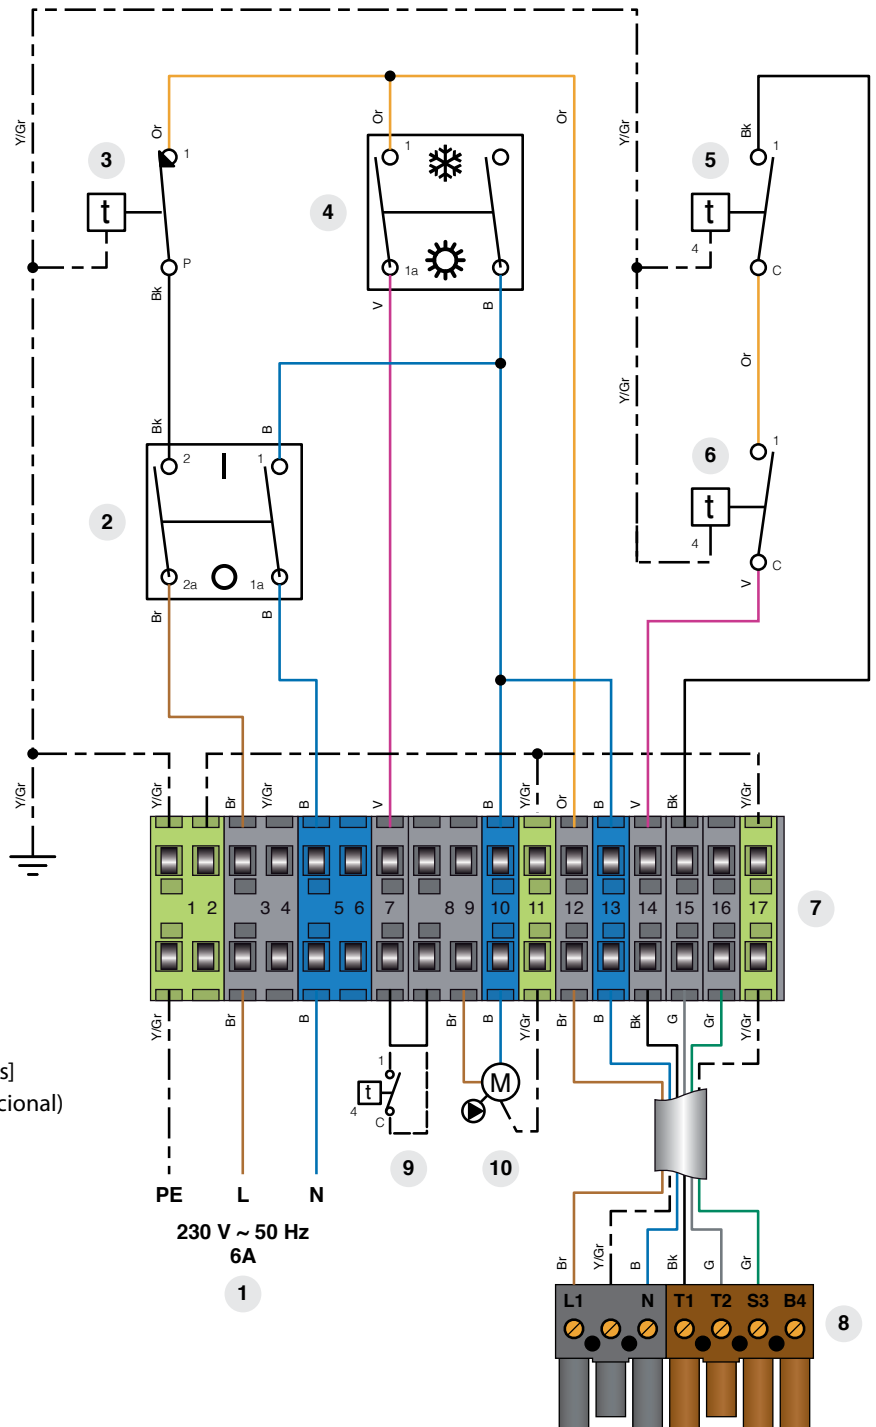 Y/Gr
Or
Or
Or
Y/Gr
Bk
3
1
1
5
1
4
t
t
4
P
1a
C
Bk
V
B
Or
Y/Gr
Bk
B
1
6
2
1
t
2
4
C
2a
1a
V
Br
B
Y/Gr
Y/Gr
Br
Y/Gr
B
V
B
Y/Gr
Or
B
V
Bk
Y/Gr
1 2 3 4 5 6 7 8 9 10 11 12 13 14 15 16 17
7
Y/Gr
Br
B
Br
B
Y/Gr
Br
B
Bk
G
Gr
Y/Gr
s]
cional)
1
t
4
C
M
9
10
PE L N
230 V ~ 50 Hz
6A
1
Br
Y/Gr
B
Bk
G
Gr
L1 N T1 T2 S3 B4
8